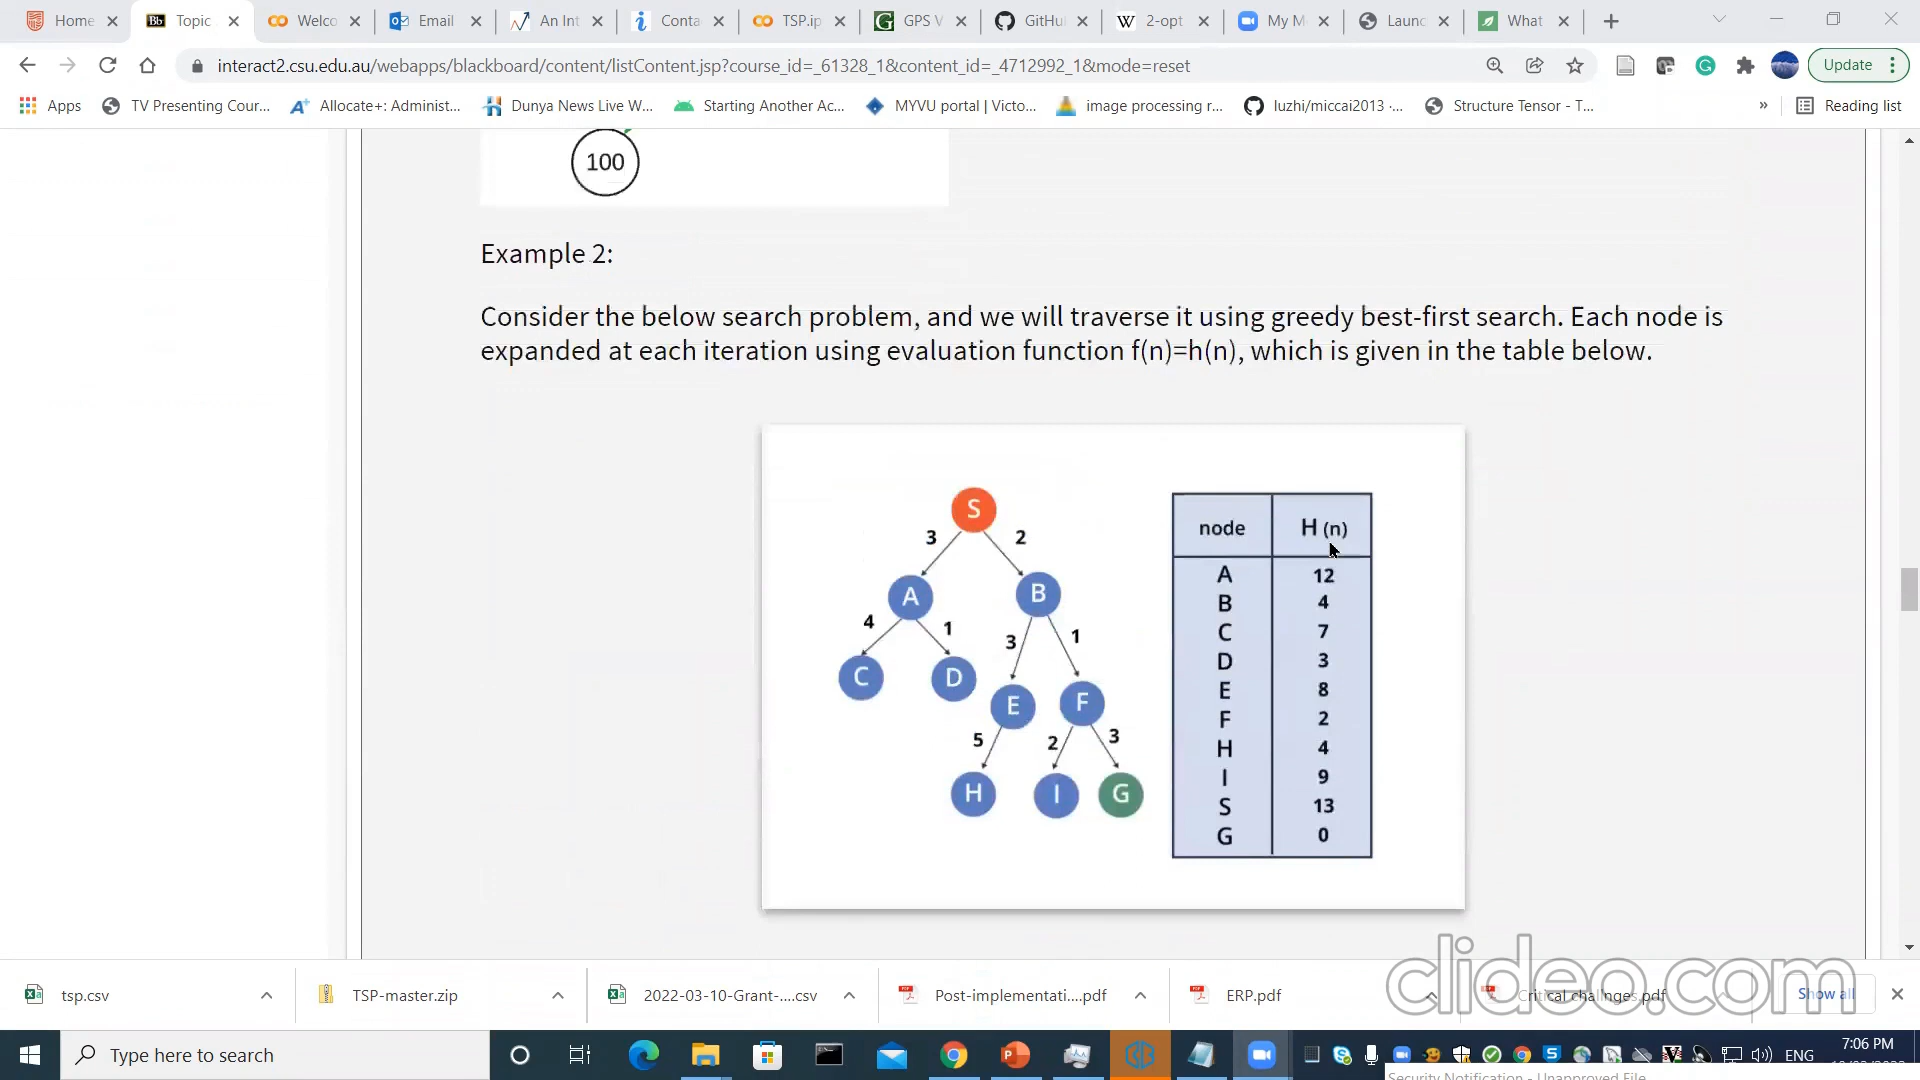 Home
Topic
Welco
Email
An Int
Conta
TSP.ip
GPS V
GitHu
2-opt
My M
Launc
What
interact2.csu.edu.au/webapps/blackboard/content/listContent.jsp?course_id=_61328_1&content_id=_4712992_1&mode=reset
Update
Apps
TV Presenting Cour...
Allocate+: Administ...
Dunya News Live W...
Starting Another Ac...
MYVU portal | Victo...
image processing r...
luzhi/miccai2013 ·...
Structure Tensor - T...
»
Reading list
100
Example 2:
Consider the below search problem, and we will traverse it using greedy best-first search. Each node is
expanded at each iteration using evaluation function f(n)=h(n), which is given in the table below.
S
3 2
A B
4 1 3 1
C D E F
5 2 3
H I G
node H (n)
A 12
B 4
C 7
D 3
E 8
F 2
H 4
I 9
S 13
G 0
clideo.com
tsp.csv
TSP-master.zip
2022-03-10-Grant-....csv
Post-implementati....pdf
ERP.pdf
Critical challnges.pdf
Show all
Type here to search
ENG
7:06 PM
Security Notification - Unapproved File